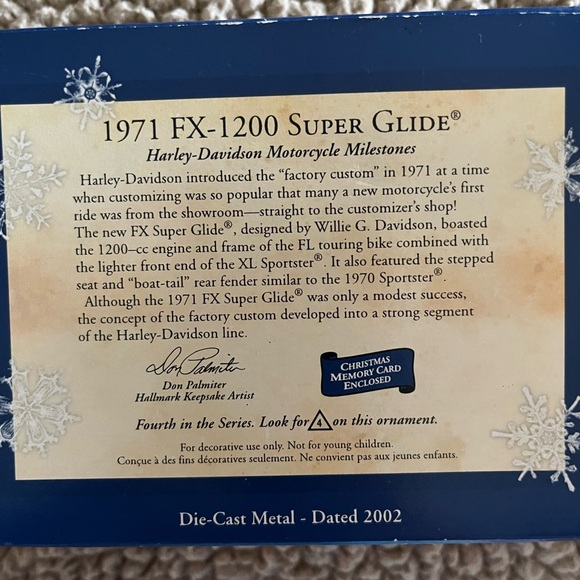 1971 FX-1200 Super Glide®
Harley-Davidson Motorcycle Milestones
Harley-Davidson introduced the “factory custom” in 1971 at a time
when customizing was so popular that many a new motorcycle’s first
ride was from the showroom—straight to the customizer’s shop!
The new FX Super Glide®, designed by Willie G. Davidson, boasted
the 1200–cc engine and frame of the FL touring bike combined with
the lighter front end of the XL Sportster®. It also featured the stepped
seat and “boat-tail” rear fender similar to the 1970 Sportster®.
Although the 1971 FX Super Glide® was only a modest success,
the concept of the factory custom developed into a strong segment
of the Harley-Davidson line.
Don Palmiter
Don Palmiter
Hallmark Keepsake Artist
Christmas
Memory Card
Enclosed
Fourth in the Series. Look for 4 on this ornament.
For decorative use only. Not for young children.
Conçue à des fins décoratives seulement. Ne convient pas aux jeunes enfants.
Die-Cast Metal - Dated 2002